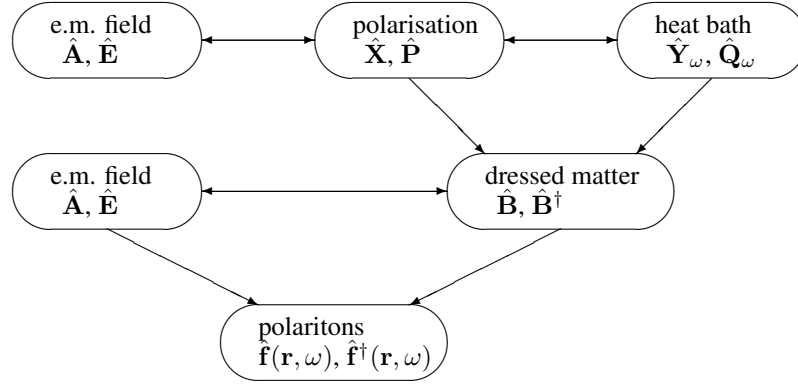 e.m. field
Â, Ê
polarisation
X̂, P̂
heat bath
Ŷ_ω, Q̂_ω
e.m. field
Â, Ê
dressed matter
B̂, B̂†
polaritons
f̂(r, ω), f̂†(r, ω)